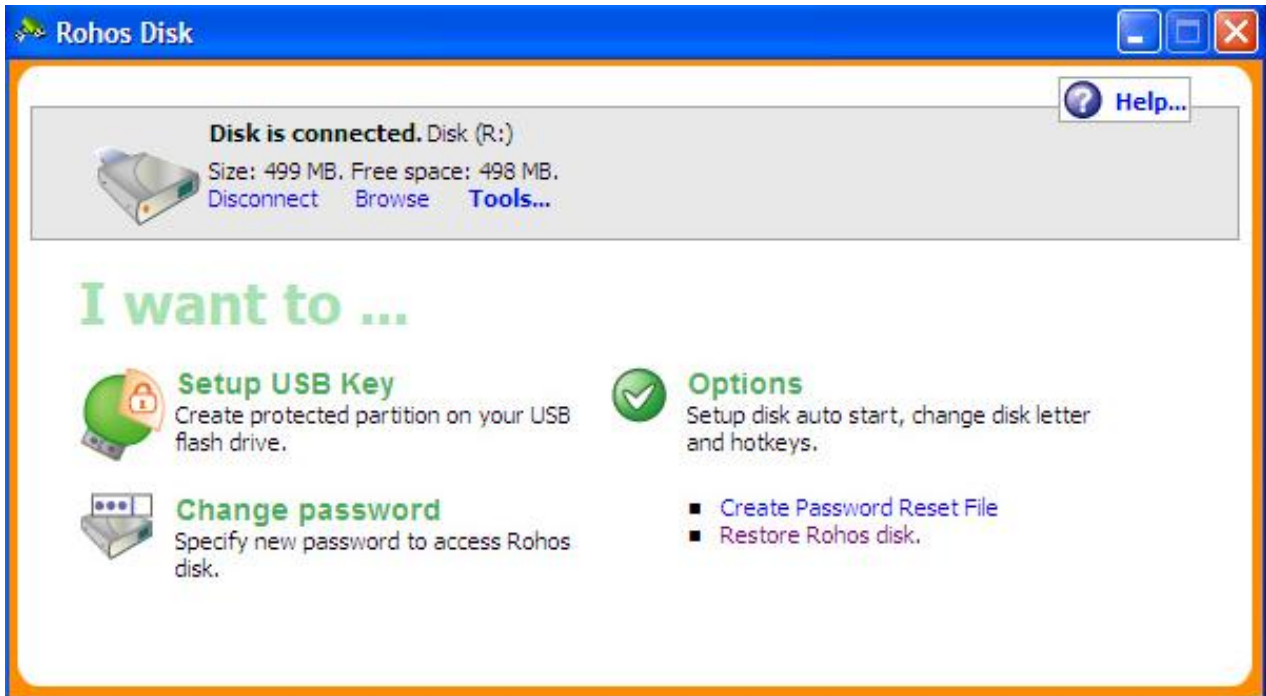 Rohos Disk
Help...
Disk is connected. Disk (R:)
Size: 499 MB. Free space: 498 MB.
Disconnect Browse Tools...
I want to ...
Setup USB Key
Create protected partition on your USB
flash drive.
Options
Setup disk auto start, change disk letter
and hotkeys.
Change password
Specify new password to access Rohos
disk.
Create Password Reset File
Restore Rohos disk.